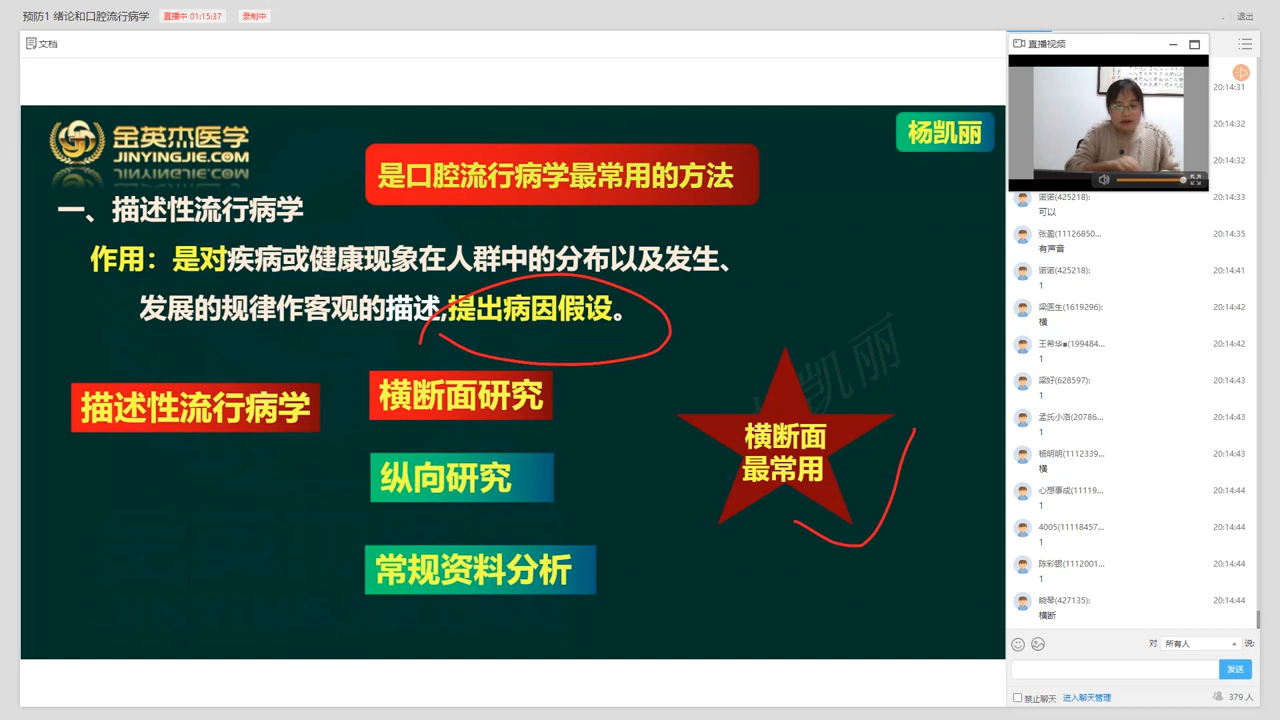 预防1 绪论和口腔流行病学
直播中 01:15:37
录制中
退出
文档
金英杰医学
JINYINGJIE.COM
杨凯丽
是口腔流行病学最常用的方法
一、描述性流行病学
作用：是对疾病或健康现象在人群中的分布以及发生、
发展的规律作客观的描述,提出病因假设。
描述性流行病学
横断面研究
纵向研究
常规资料分析
凯丽
横断面
最常用
直播视频
20:14:31
20:14:32
20:14:32
诺诺(425218):
20:14:33
可以
张盈(11126850...
20:14:35
有声音
诺诺(425218):
20:14:41
1
梁医生(1619296):
20:14:42
横
王希华■(199484...
20:14:42
1
梁好(628597):
20:14:43
1
孟氏小洛(20786...
20:14:43
1
杨明明(1112339...
20:14:43
横
心想事成(11119...
20:14:44
1
4005(11118457...
20:14:44
1
陈彩银(1112001...
20:14:44
1
晓琴(427135):
20:14:44
横断
对 所有人 说:
发送
禁止聊天 进入聊天管理
379 人